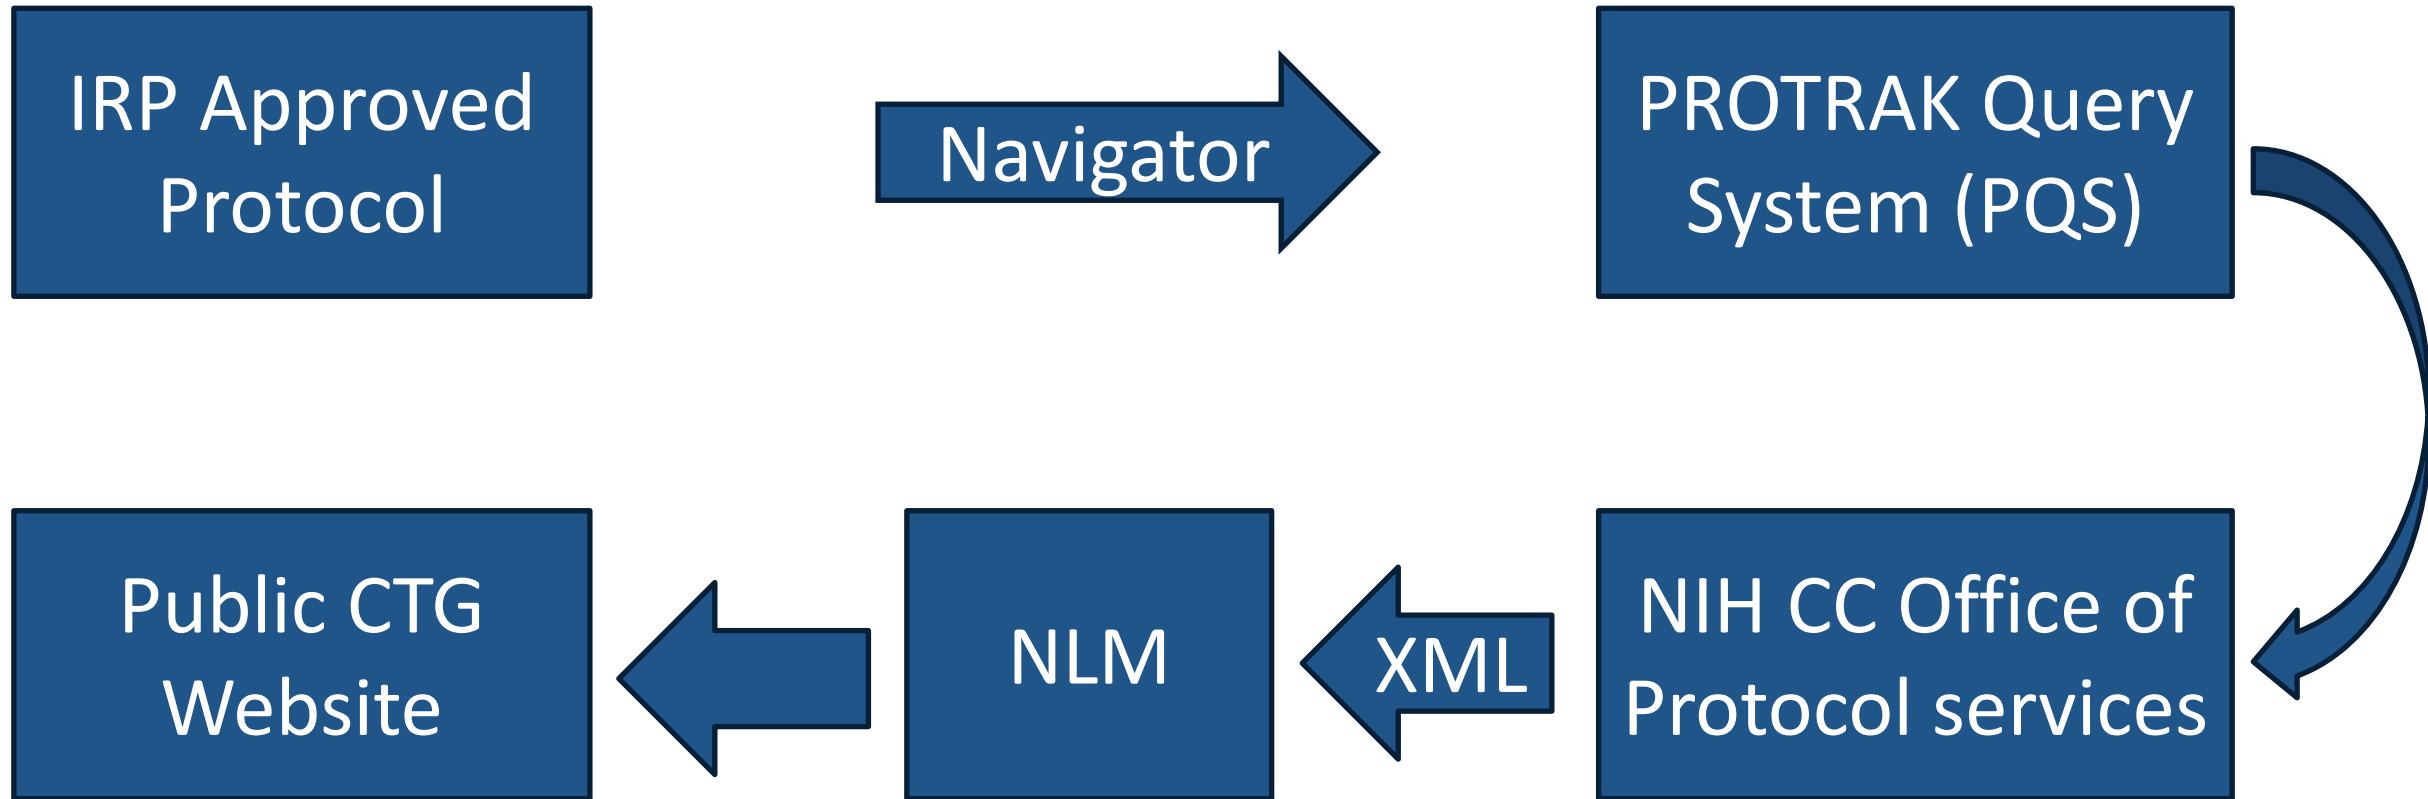 IRP Approved
Protocol
Navigator
PROTRAK Query
System (PQS)
Public CTG
Website
NLM
XML
NIH CC Office of
Protocol services